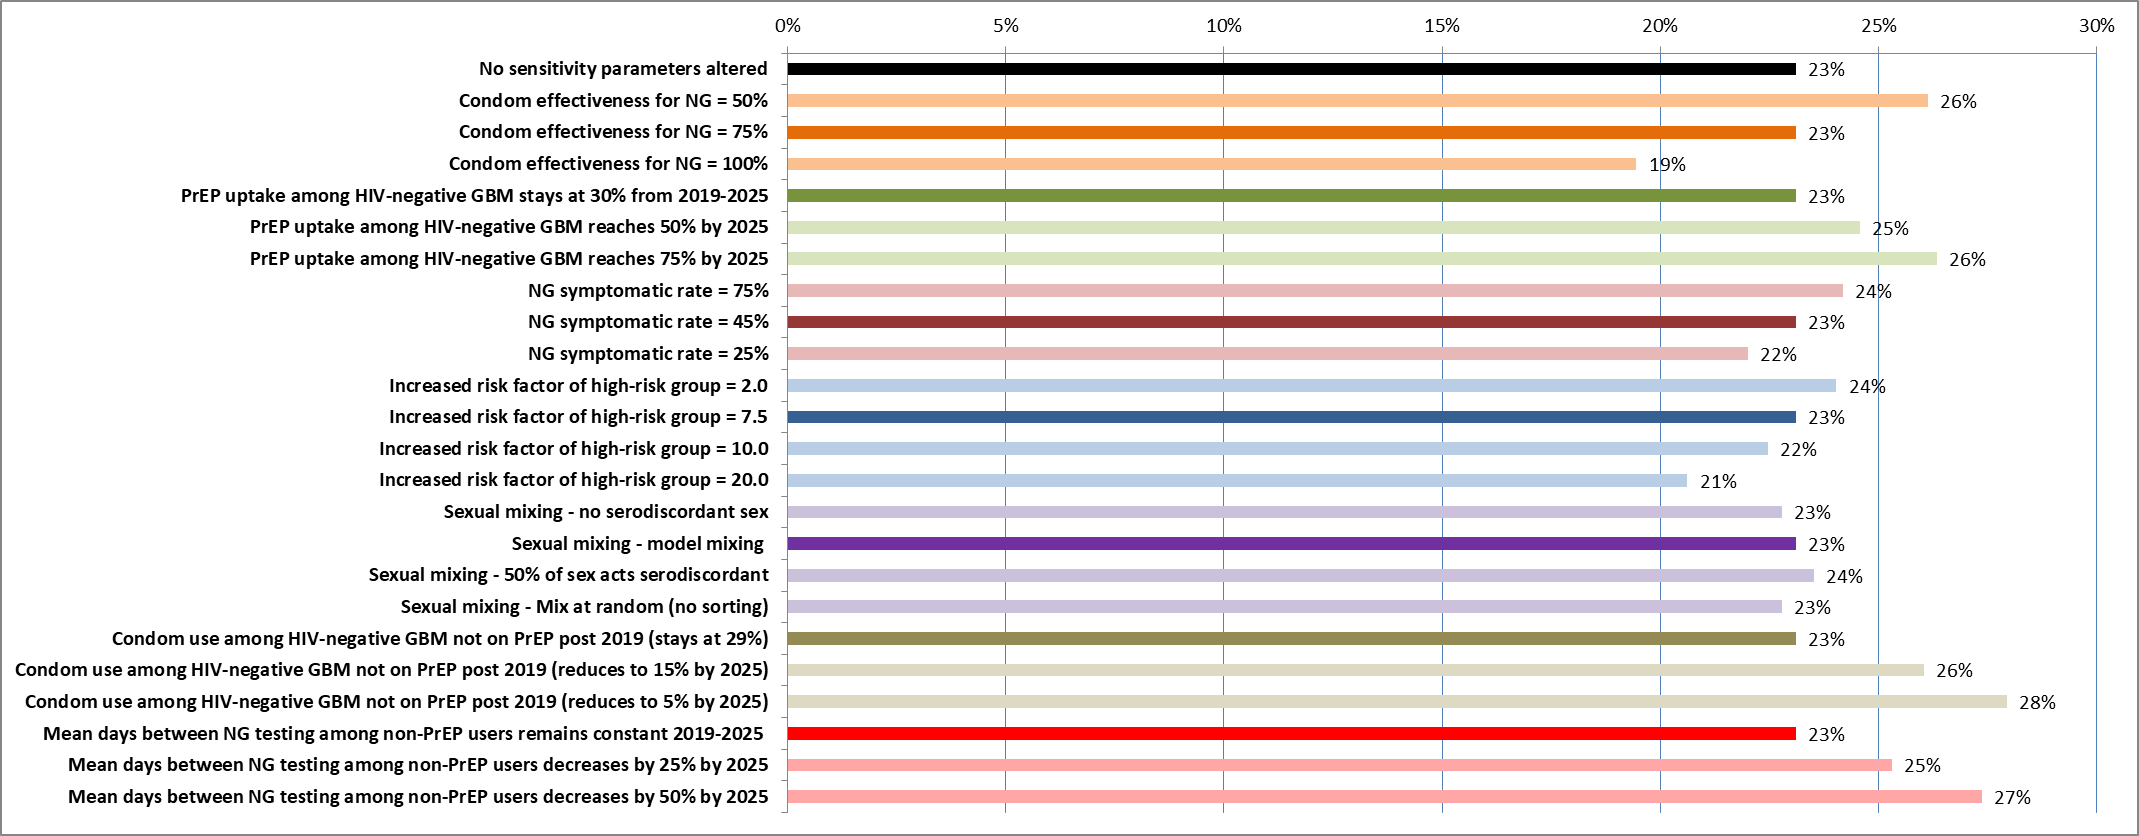 0% 5% 10% 15% 20% 25% 30%
No sensitivity parameters altered 23%
Condom effectiveness for NG = 50% 26%
Condom effectiveness for NG = 75% 23%
Condom effectiveness for NG = 100% 19%
PrEP uptake among HIV-negative GBM stays at 30% from 2019-2025 23%
PrEP uptake among HIV-negative GBM reaches 50% by 2025 25%
PrEP uptake among HIV-negative GBM reaches 75% by 2025 26%
NG symptomatic rate = 75% 24%
NG symptomatic rate = 45% 23%
NG symptomatic rate = 25% 22%
Increased risk factor of high-risk group = 2.0 24%
Increased risk factor of high-risk group = 7.5 23%
Increased risk factor of high-risk group = 10.0 22%
Increased risk factor of high-risk group = 20.0 21%
Sexual mixing - no serodiscordant sex 23%
Sexual mixing - model mixing 23%
Sexual mixing - 50% of sex acts serodiscordant 24%
Sexual mixing - Mix at random (no sorting) 23%
Condom use among HIV-negative GBM not on PrEP post 2019 (stays at 29%) 23%
Condom use among HIV-negative GBM not on PrEP post 2019 (reduces to 15% by 2025) 26%
Condom use among HIV-negative GBM not on PrEP post 2019 (reduces to 5% by 2025) 28%
Mean days between NG testing among non-PrEP users remains constant 2019-2025 23%
Mean days between NG testing among non-PrEP users decreases by 25% by 2025 25%
Mean days between NG testing among non-PrEP users decreases by 50% by 2025 27%